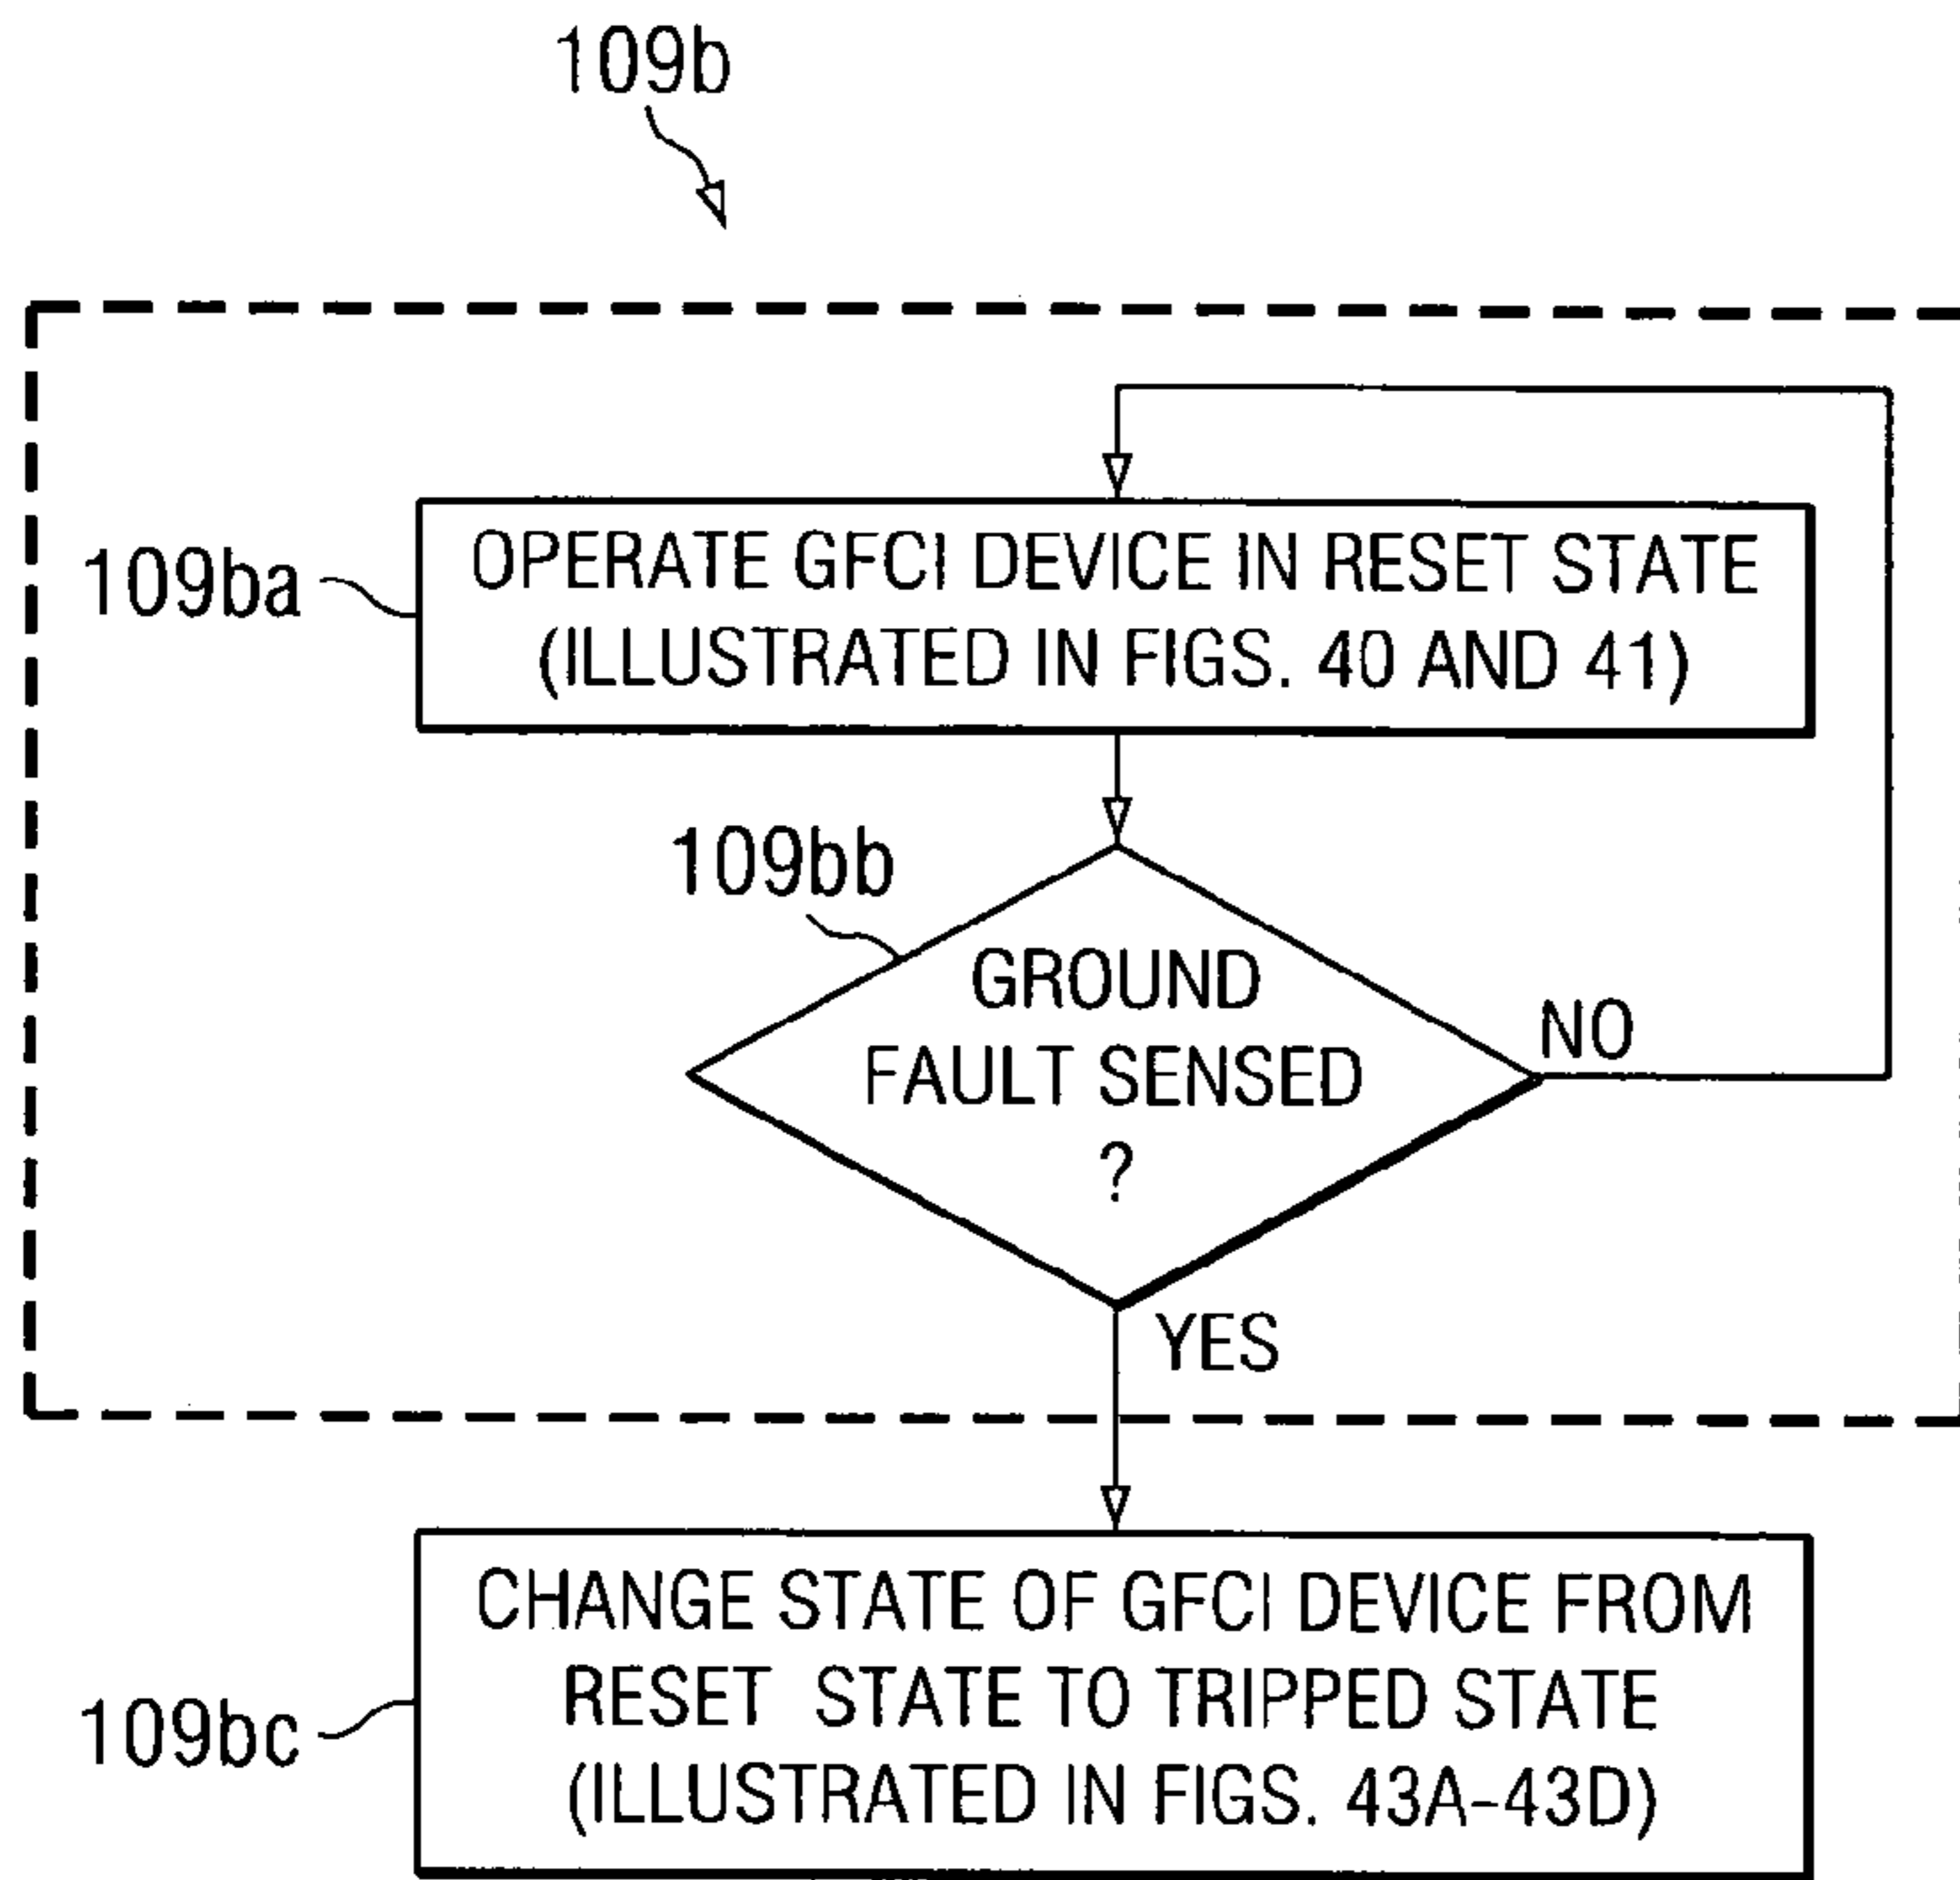 109b
109ba
OPERATE GFCI DEVICE IN RESET STATE
(ILLUSTRATED IN FIGS. 40 AND 41)
109bb
GROUND
FAULT SENSED
?
NO
YES
109bc
CHANGE STATE OF GFCI DEVICE FROM
RESET STATE TO TRIPPED STATE
(ILLUSTRATED IN FIGS. 43A-43D)